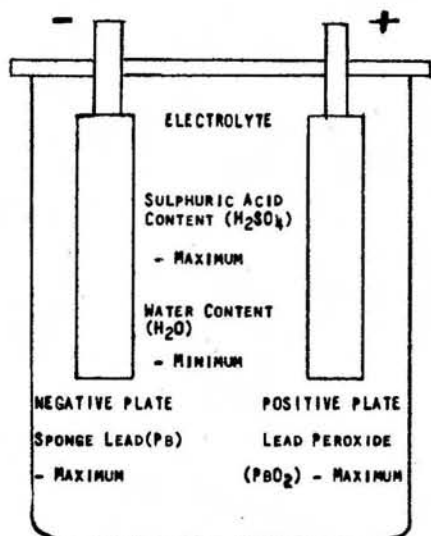 - +
ELECTROLYTE
SULPHURIC ACID
CONTENT (H₂SO₄)
- MAXIMUM
WATER CONTENT
(H₂O)
- MINIMUM
NEGATIVE PLATE
SPONGE LEAD(PB)
- MAXIMUM
POSITIVE PLATE
LEAD PEROXIDE
(PBO₂) - MAXIMUM